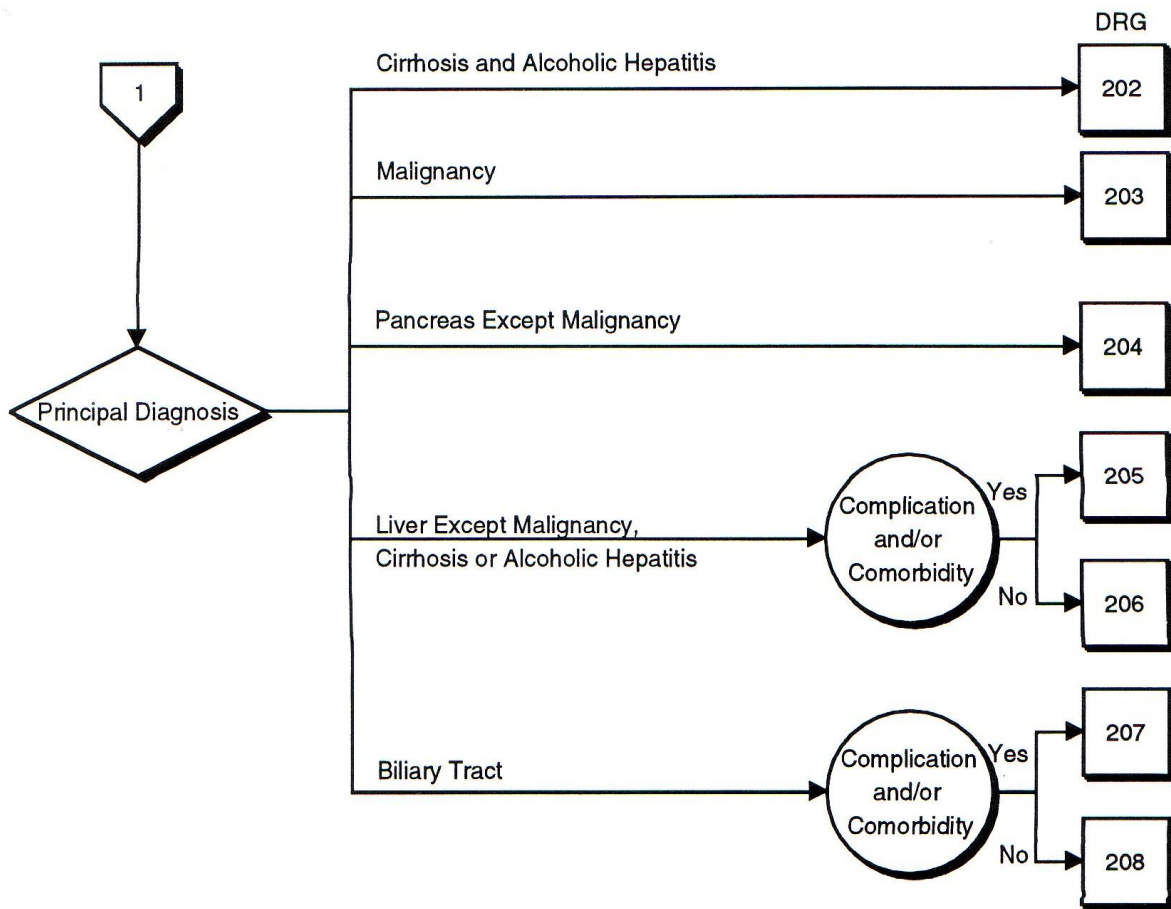 DRG
1
Cirrhosis and Alcoholic Hepatitis
202
Malignancy
203
Pancreas Except Malignancy
204
Principal Diagnosis
Liver Except Malignancy,
Cirrhosis or Alcoholic Hepatitis
Complication
and/or
Comorbidity
Yes
205
No
206
Biliary Tract
Complication
and/or
Comorbidity
Yes
207
No
208